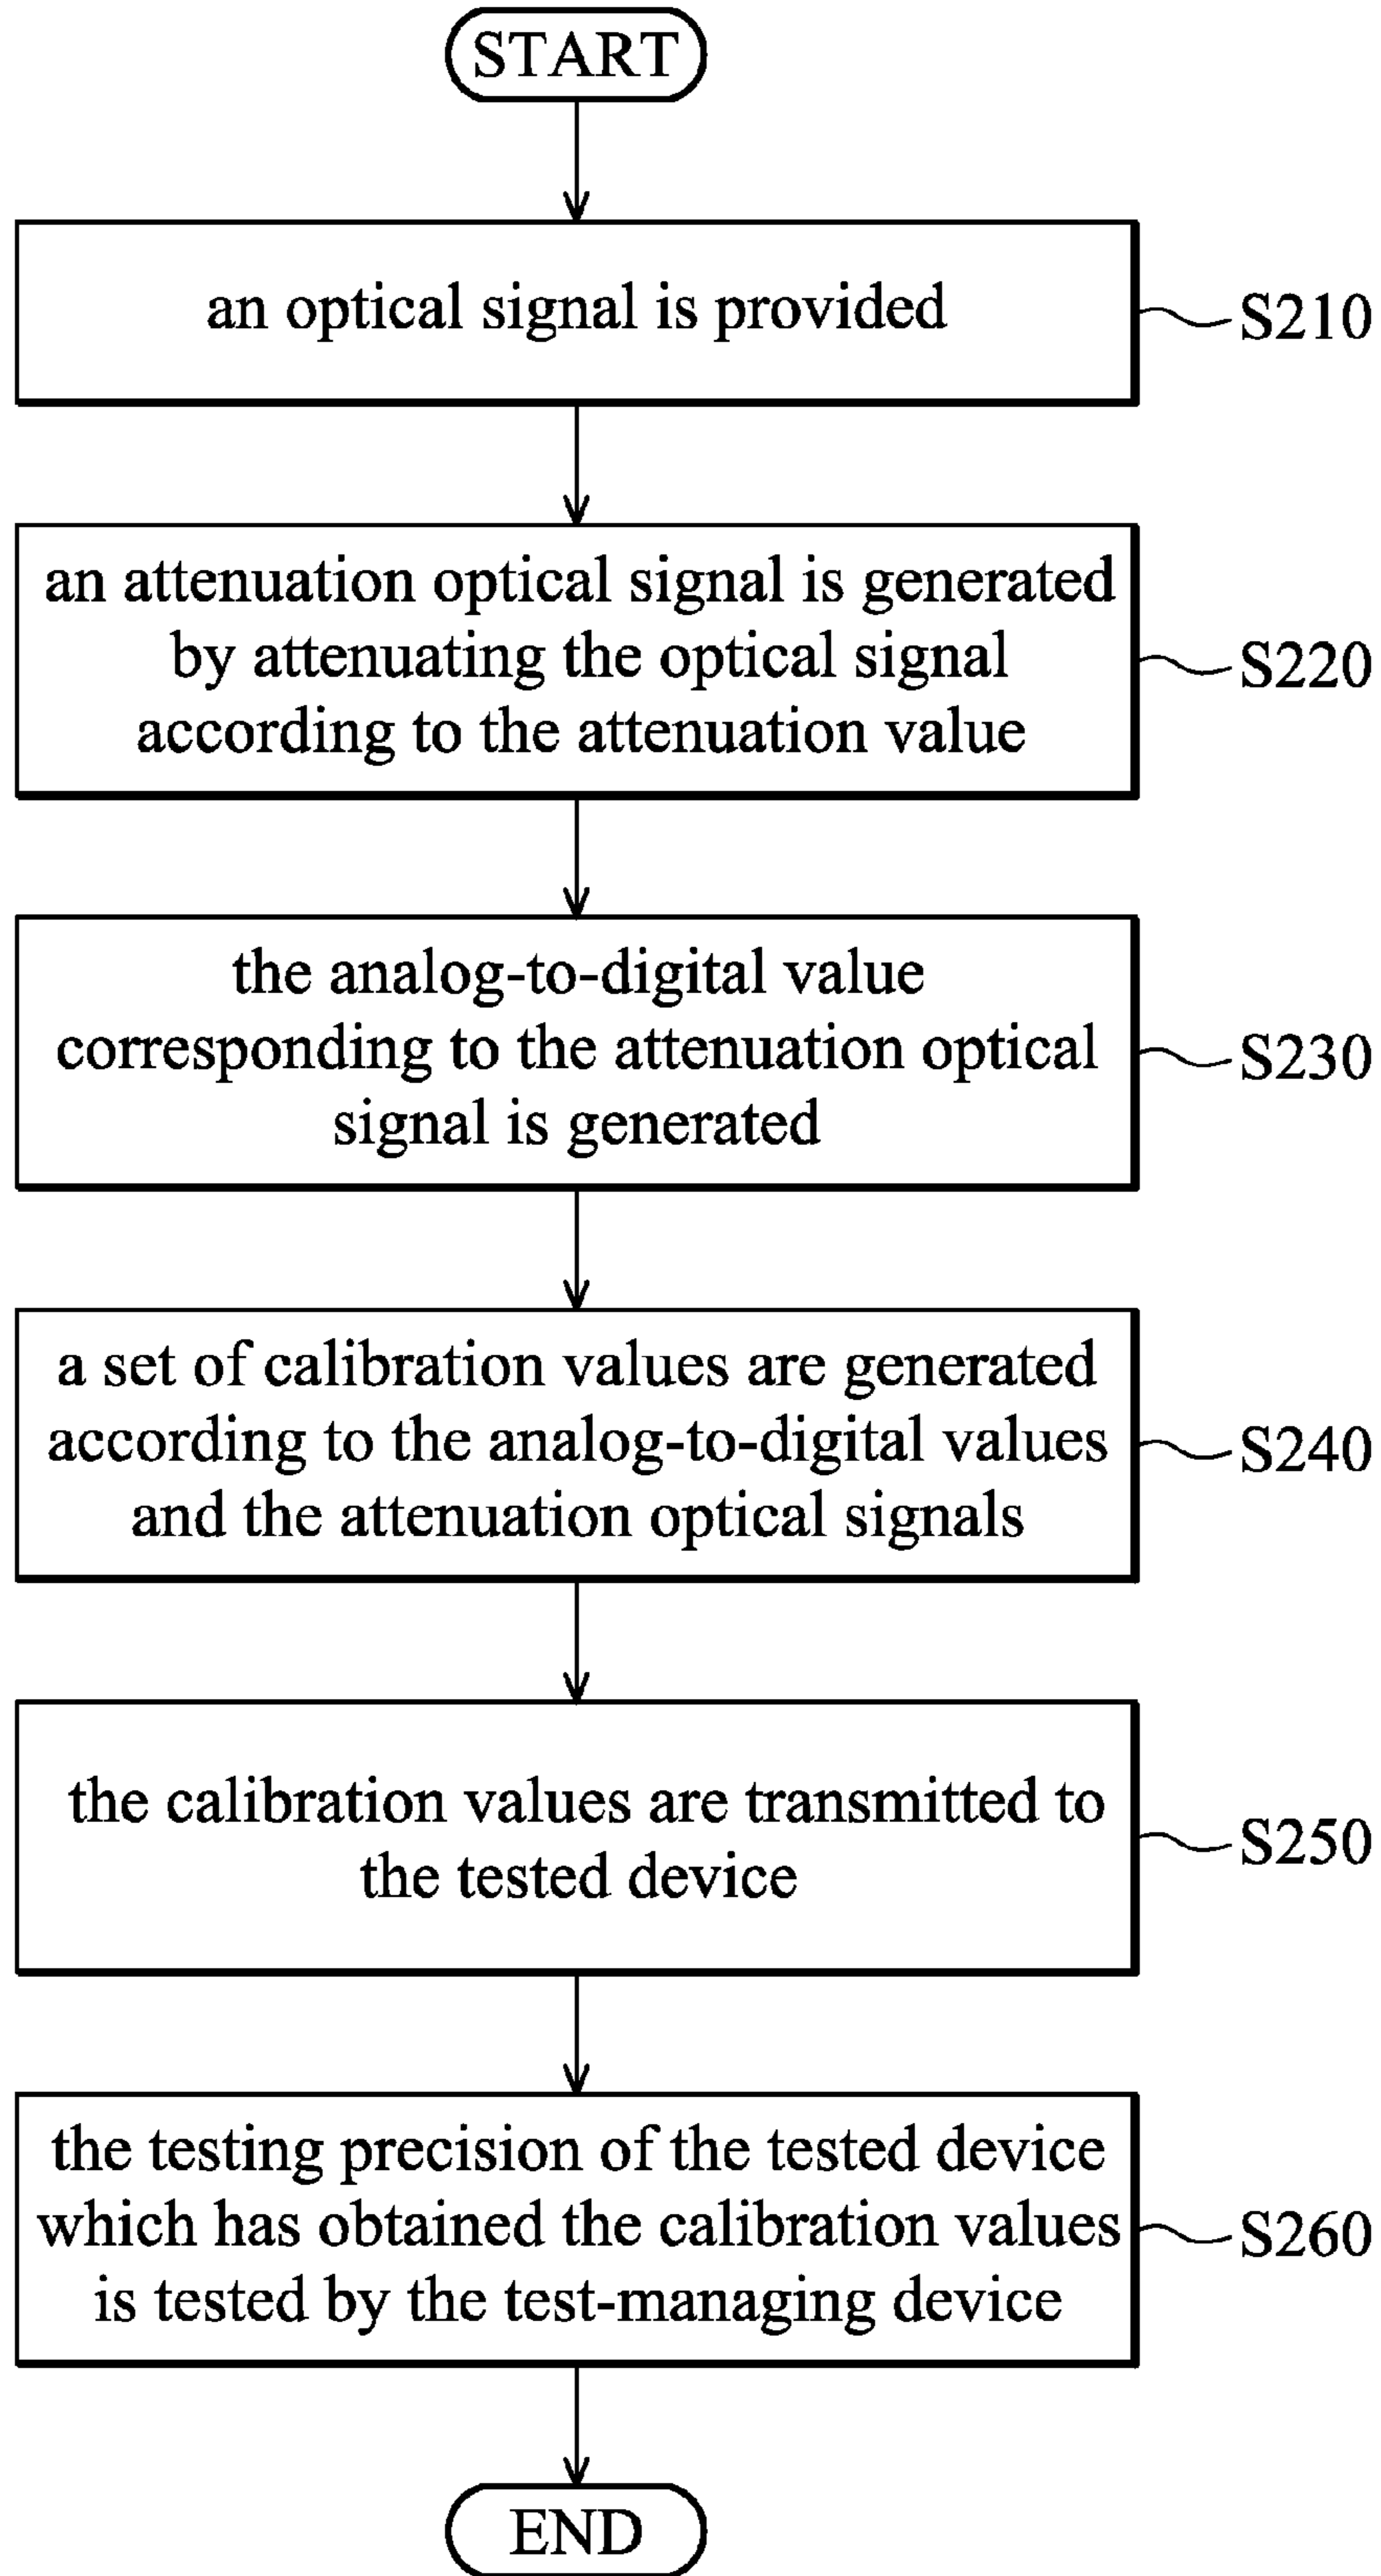 START
an optical signal is provided
S210
an attenuation optical signal is generated
by attenuating the optical signal
according to the attenuation value
S220
the analog-to-digital value
corresponding to the attenuation optical
signal is generated
S230
a set of calibration values are generated
according to the analog-to-digital values
and the attenuation optical signals
S240
the calibration values are transmitted to
the tested device
S250
the testing precision of the tested device
which has obtained the calibration values
is tested by the test-managing device
S260
END